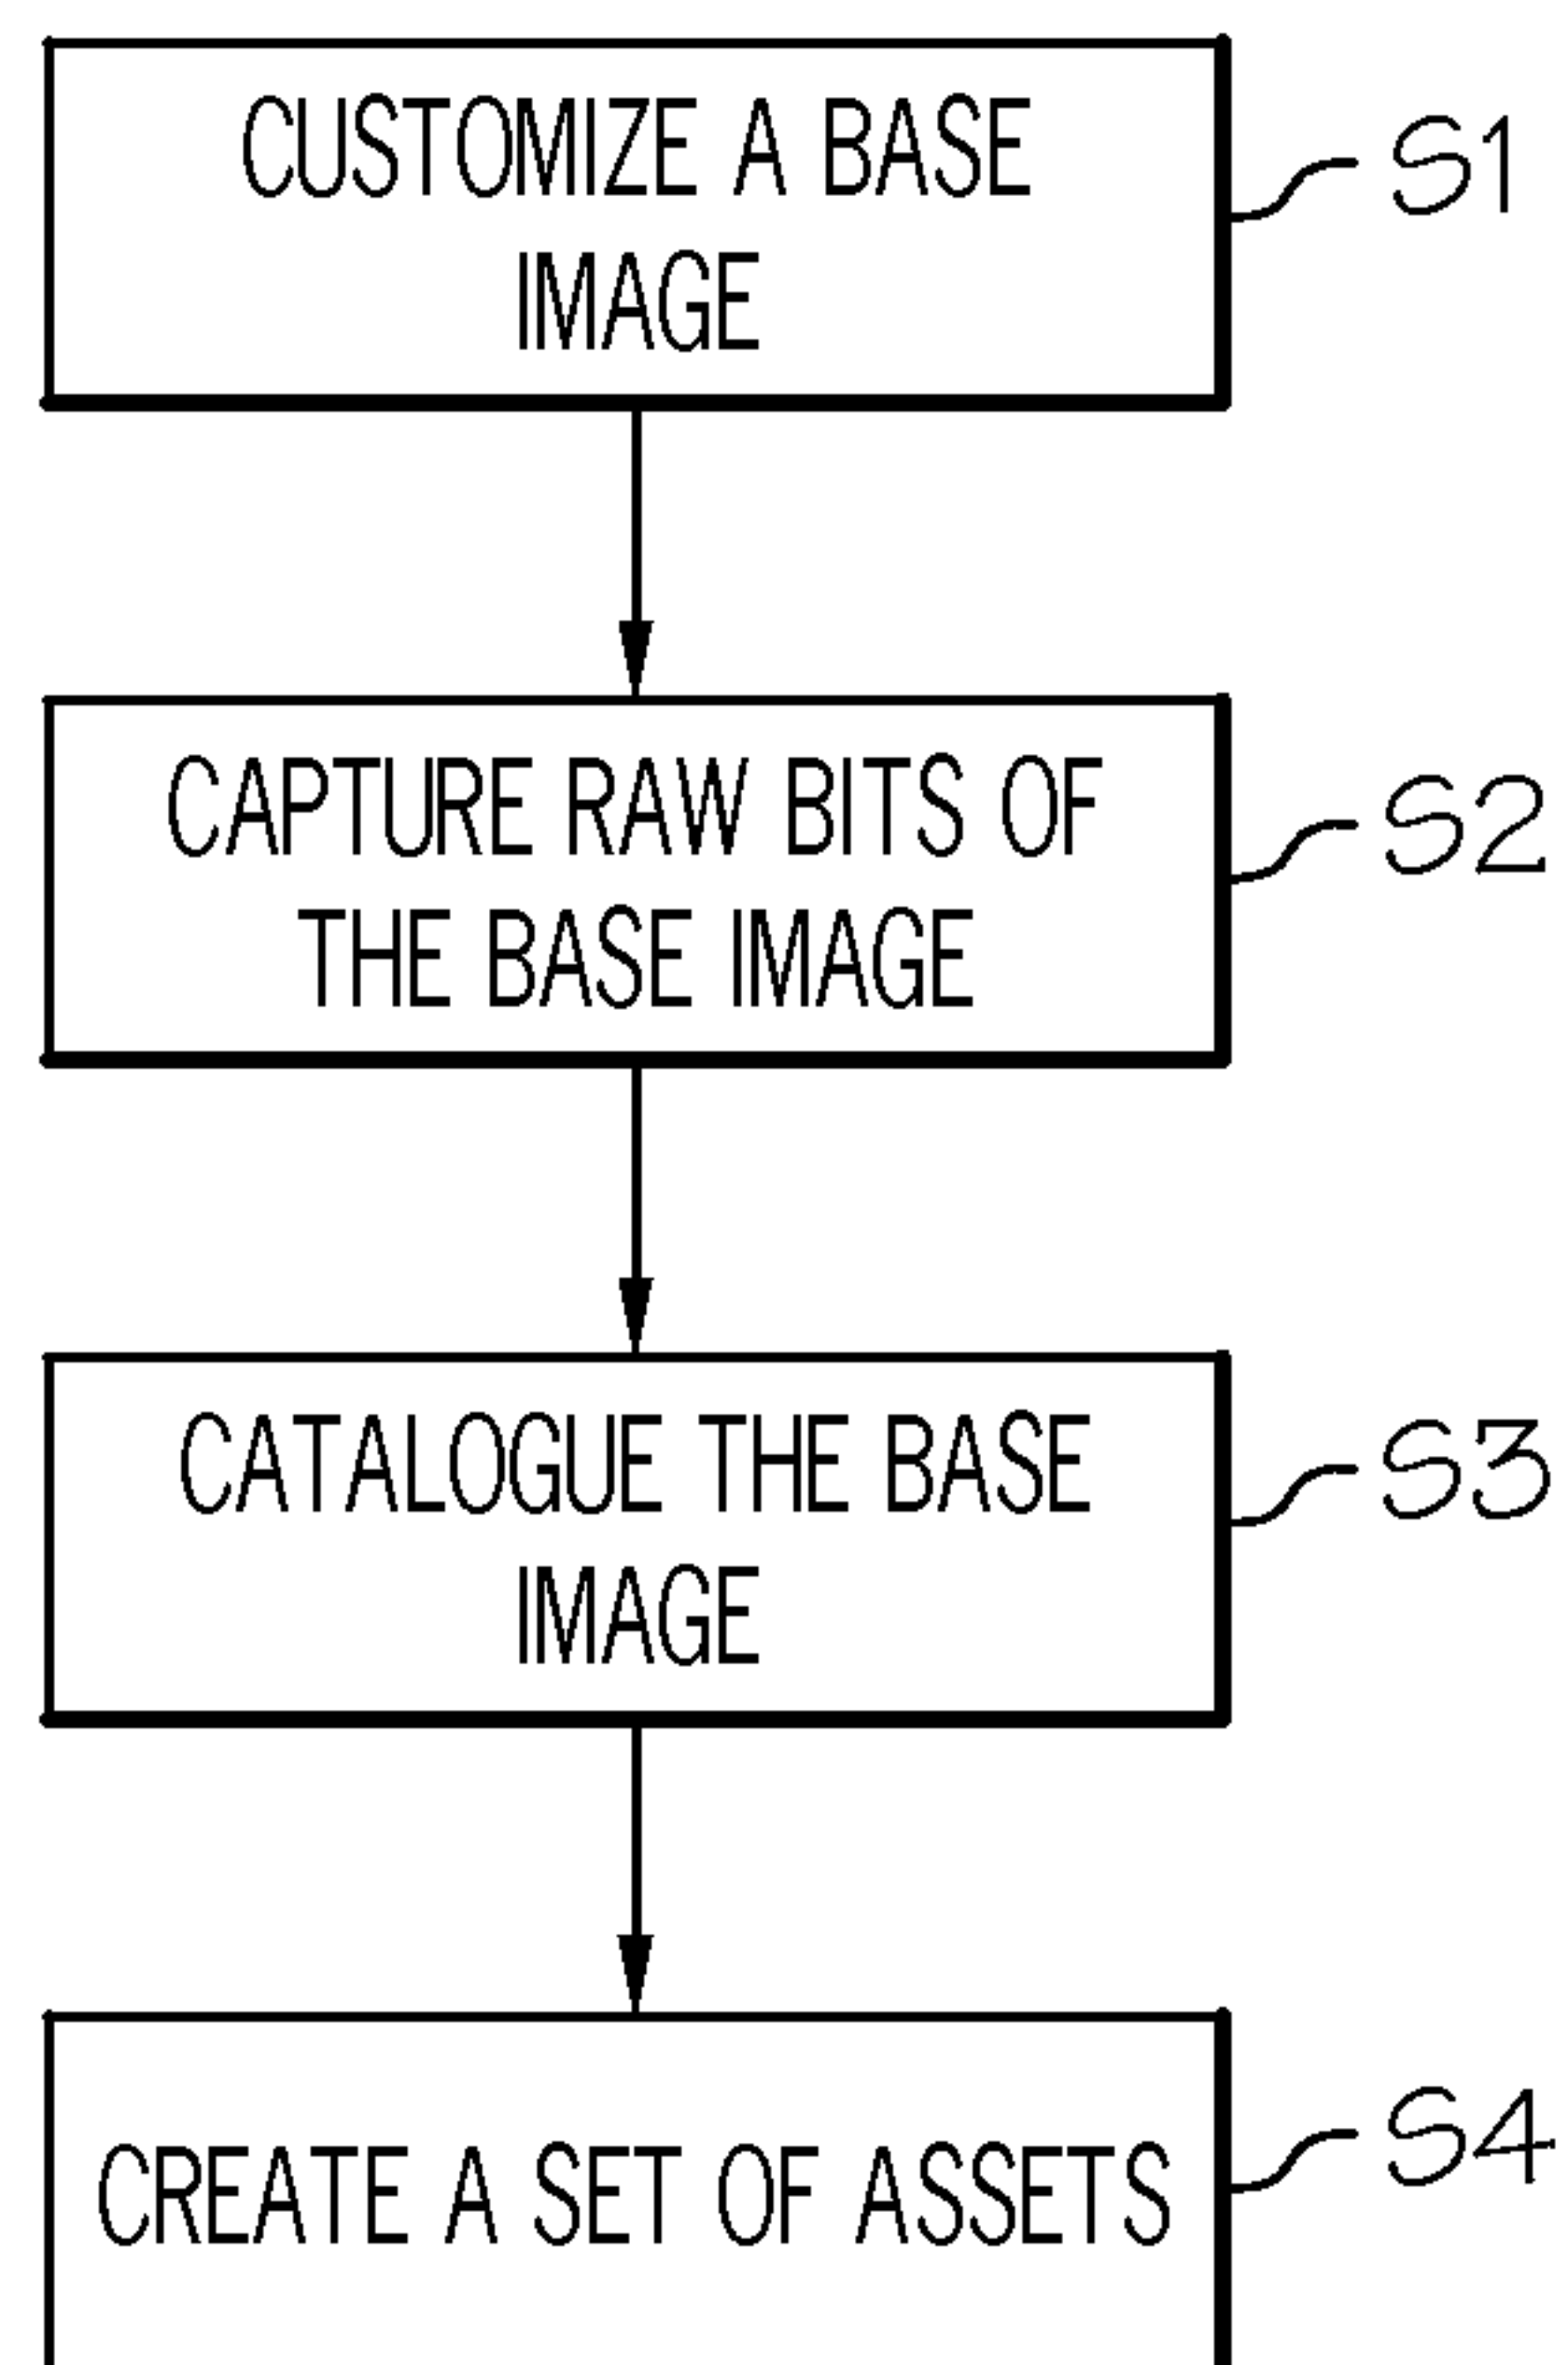 CUSTOMIZE A BASE
IMAGE
S1
CAPTURE RAW BITS OF
THE BASE IMAGE
S2
CATALOGUE THE BASE
IMAGE
S3
CREATE A SET OF ASSETS
S4